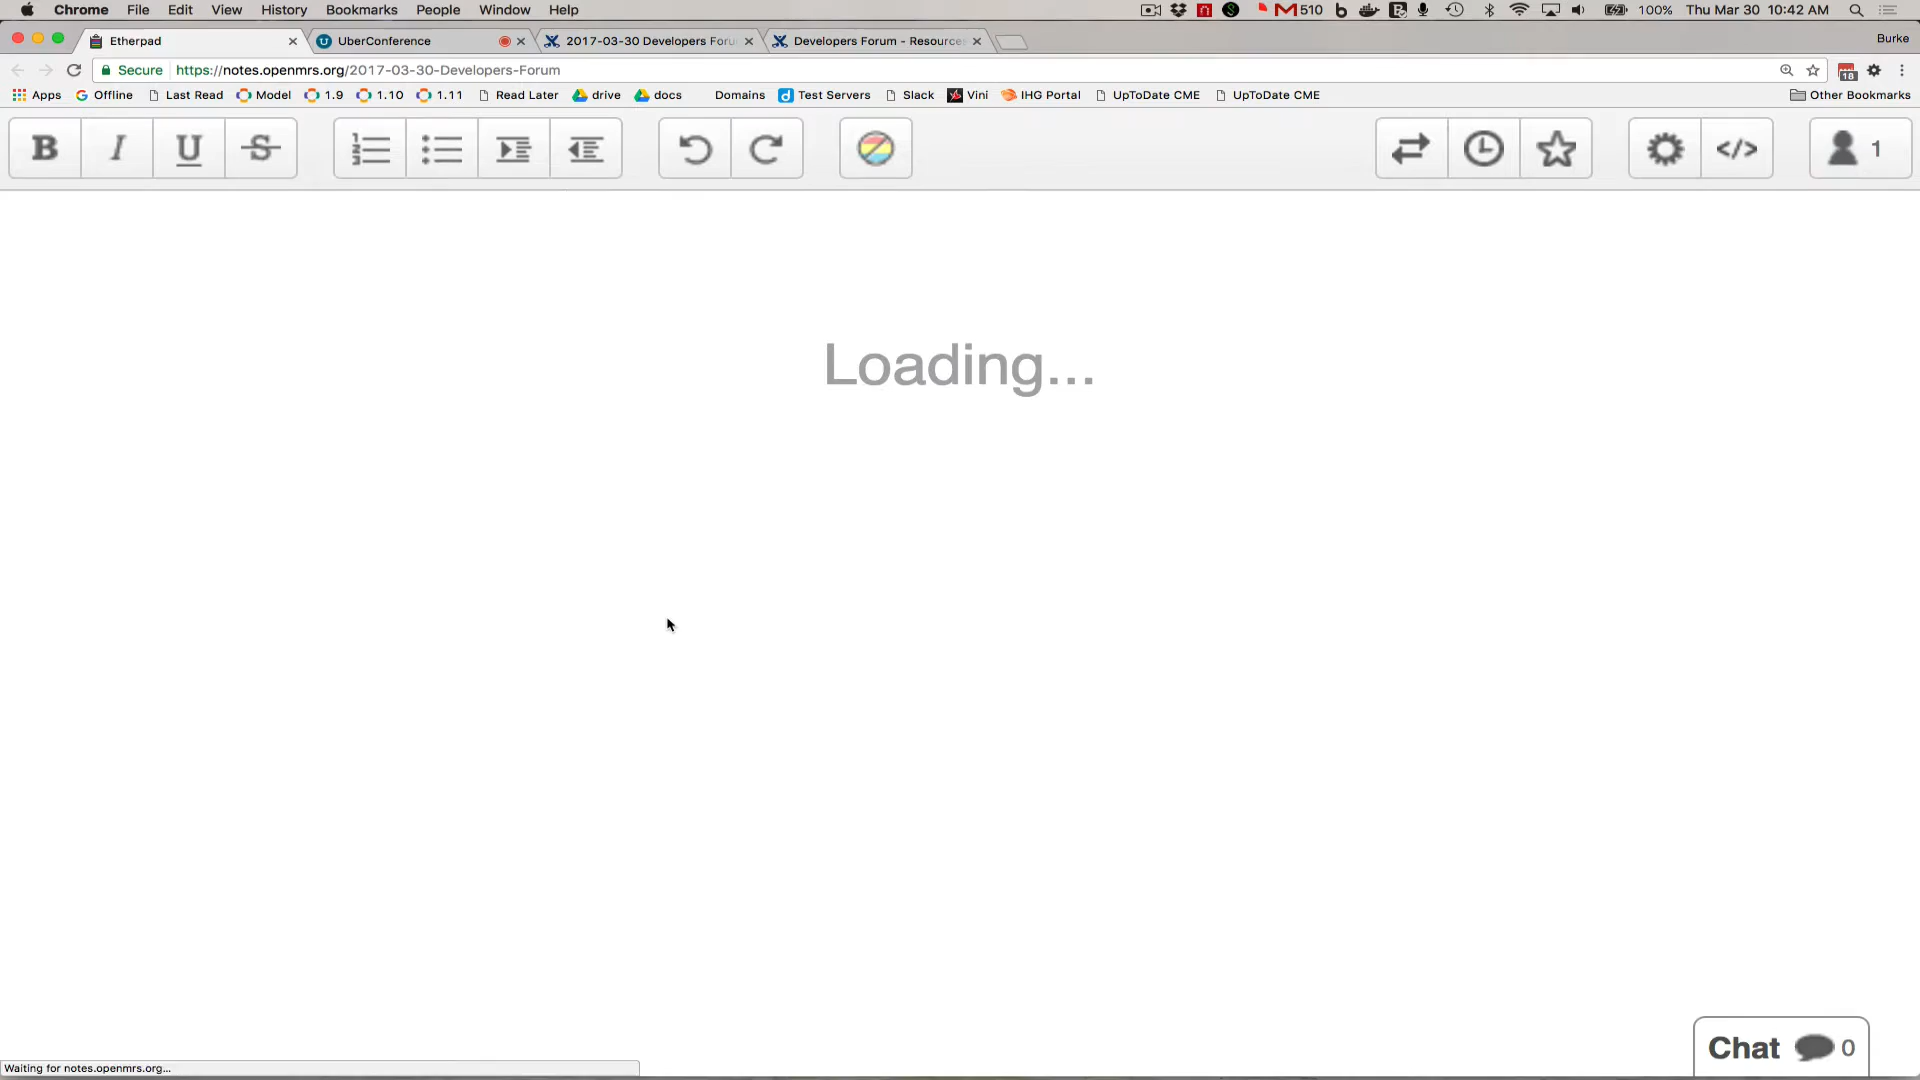 Chrome File Edit View History Bookmarks People Window Help 510 100% Thu Mar 30 10:42 AM
Etherpad UberConference 2017-03-30 Developers Foru Developers Forum - Resource Burke
Secure https://notes.openmrs.org/2017-03-30-Developers-Forum 18
Apps Offline Last Read Model 1.9 1.10 1.11 Read Later drive docs Domains Test Servers Slack Vini IHG Portal UpToDate CME UpToDate CME Other Bookmarks
B I U S </> 1
Loading...
Chat 0
Waiting for notes.openmrs.org...